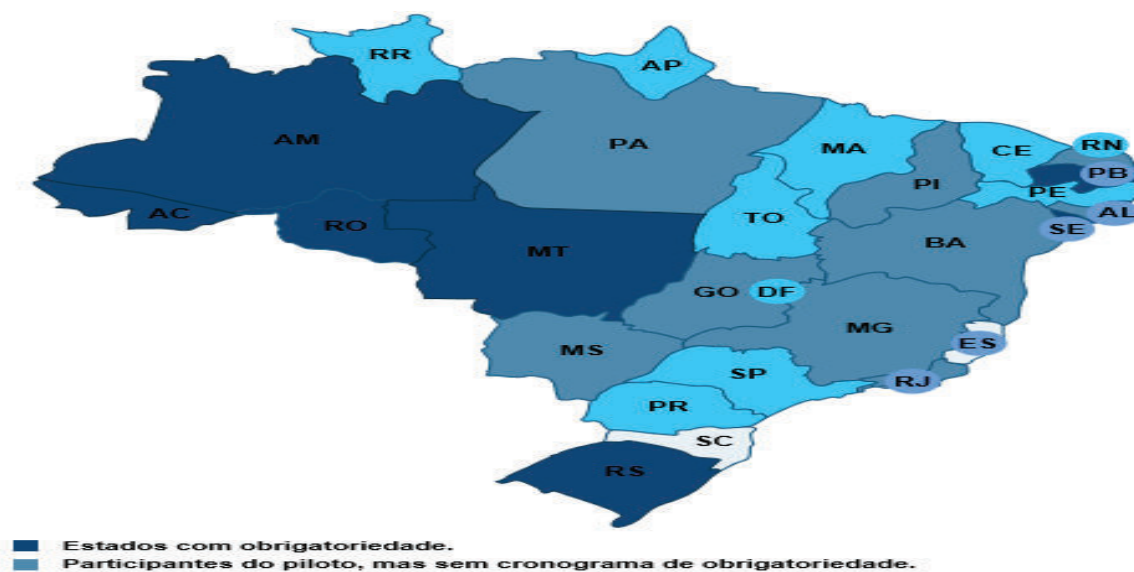 RR
AP
AM
PA
MA
CE
RN
PI
PB
PE
AC
TO
AL
RO
SE
MT
BA
GO
DF
MG
MS
ES
SP
RJ
PR
SC
RS
Estados com obrigatoriedade.
Participantes do piloto, mas sem cronograma de obrigatoriedade.